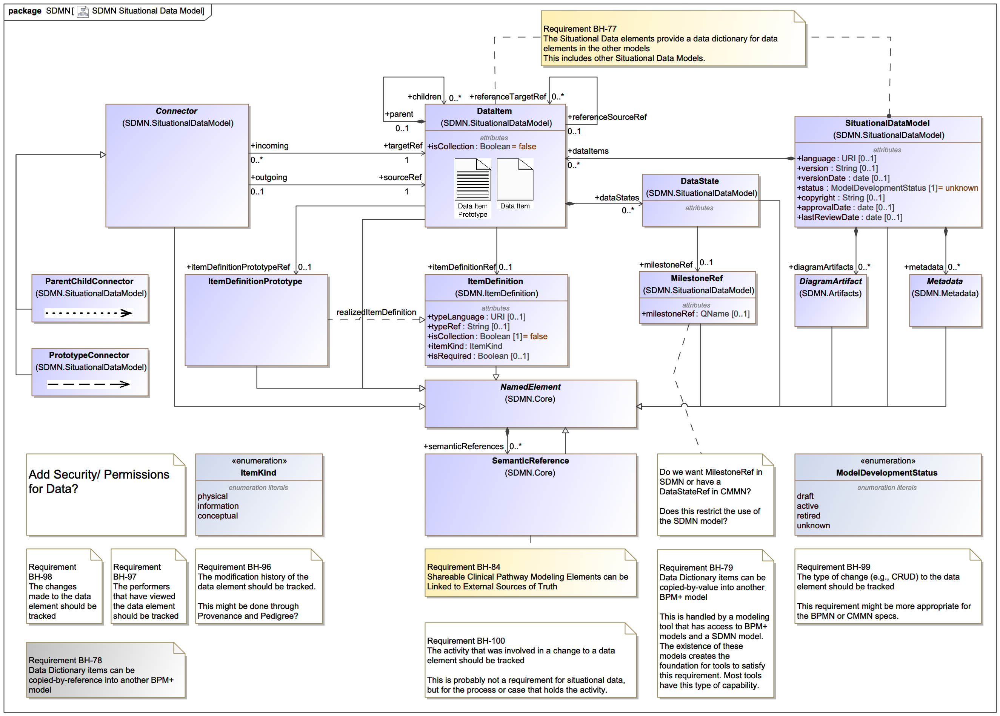 package SDMN[ SDMN Situational Data Model]
Requirement BH-77
The Situational Data elements provide a data dictionary for data
elements in the other models
This includes other Situational Data Models.
+children
0..*
+referenceTargetRef
0..*
+parent
0..1
+referenceSourceRef
0..1
Connector
(SDMN.SituationalDataModel)
DataItem
(SDMN.SituationalDataModel)
attributes
+isCollection : Boolean = false
Data Item
Prototype
Data Item
SituationalDataModel
(SDMN.SituationalDataModel)
attributes
+language : URI [0..1]
+version : String [0..1]
+versionDate : date [0..1]
+status : ModelDevelopmentStatus [1]= unknown
+copyright : String [0..1]
+approvalDate : date [0..1]
+lastReviewDate : date [0..1]
+incoming
0..*
+targetRef
1
+outgoing
0..1
+sourceRef
1
+dataItems
0..*
+dataStates
0..*
DataState
(SDMN.SituationalDataModel)
attributes
+itemDefinitionPrototypeRef
0..1
+itemDefinitionRef
0..1
+milestoneRef
0..1
+diagramArtifacts
0..*
+metadata
0..*
ParentChildConnector
(SDMN.SituationalDataModel)
PrototypeConnector
(SDMN.SituationalDataModel)
ItemDefinitionPrototype
realizedItemDefinition
ItemDefinition
(SDMN.ItemDefinition)
attributes
+typeLanguage : URI [0..1]
+typeRef : String [0..1]
+isCollection : Boolean [1]= false
+itemKind : ItemKind
+isRequired : Boolean [0..1]
MilestoneRef
(SDMN.SituationalDataModel)
attributes
+milestoneRef : QName [0..1]
DiagramArtifact
(SDMN.Artifacts)
Metadata
(SDMN.Metadata)
NamedElement
(SDMN.Core)
+semanticReferences
0..*
SemanticReference
(SDMN.Core)
Add Security/ Permissions
for Data?
«enumeration»
ItemKind
enumeration literals
physical
information
conceptual
Do we want MilestoneRef in
SDMN or have a
DataStateRef in CMMN?
Does this restrict the use of
the SDMN model?
«enumeration»
ModelDevelopmentStatus
enumeration literals
draft
active
retired
unknown
Requirement
BH-98
The changes
made to the data
element should be
tracked
Requirement
BH-97
The performers
that have viewed
the data element
should be tracked
Requirement BH-96
The modification history of the
data element should be tracked.
This might be done through
Provenance and Pedigree?
Requirement BH-84
Shareable Clinical Pathway Modeling Elements can be
Linked to External Sources of Truth
Requirement BH-79
Data Dictionary items can be
copied-by-value into another
BPM+ model
This is handled by a modeling
tool that has access to BPM+
models and a SDMN model.
The existence of these
models creates the
foundation for tools to satisfy
this requirement. Most tools
have this type of capability.
Requirement BH-99
The type of change (e.g., CRUD) to the data
element should be tracked
This requirement might be more appropriate for
the BPMN or CMMN specs.
Requirement BH-78
Data Dictionary items can be
copied-by-reference into another BPM+
model
Requirement BH-100
The activity that was involved in a change to a data
element should be tracked
This is probably not a requirement for situational data,
but for the process or case that holds the activity.